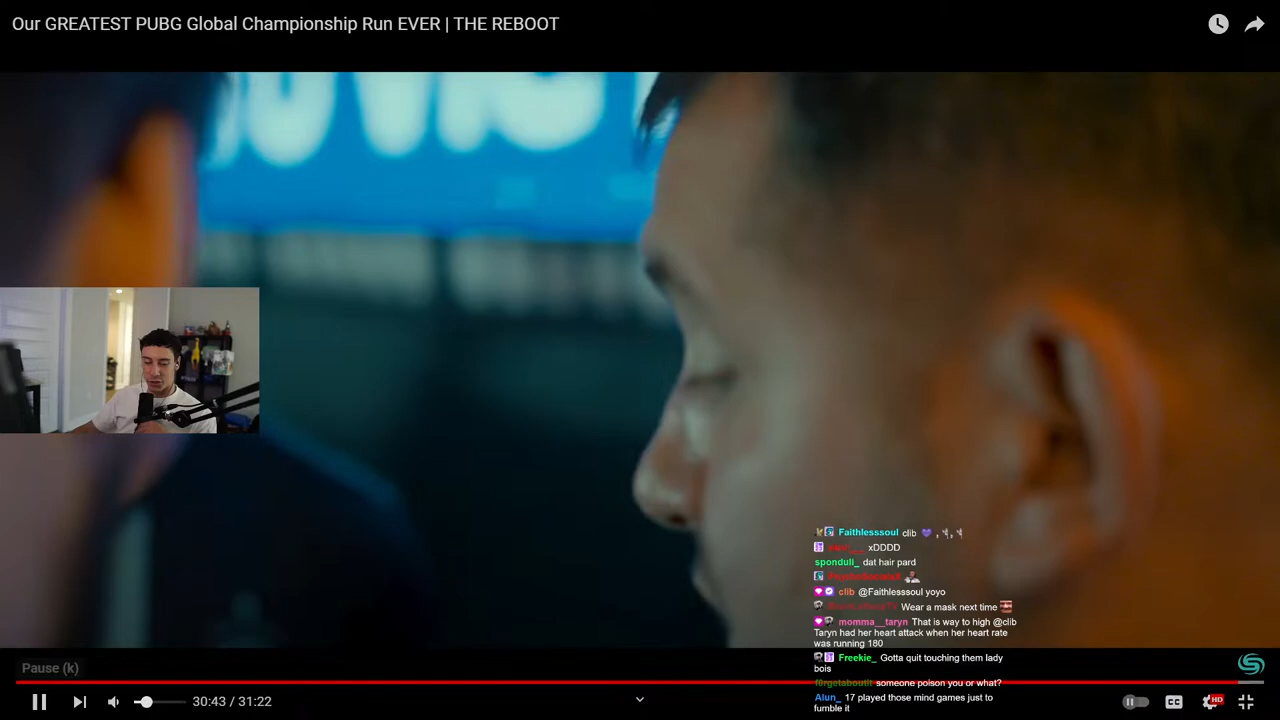 Our GREATEST PUBG Global Championship Run EVER | THE REBOOT
Faithlesssoul clib
xDDDD
sponduli_ dat hair pard
clib @Faithlesssoul yoyo
Wear a mask next time
momma__taryn That is way to high @clib
Taryn had her heart attack when her heart rate
was running 180
Freekie_ Gotta quit touching them lady
bois
f0rgetaboutit someone poison you or what?
Alun_ 17 played those mind games just to
fumble it
Pause (k)
30:43 / 31:22
CC
HD